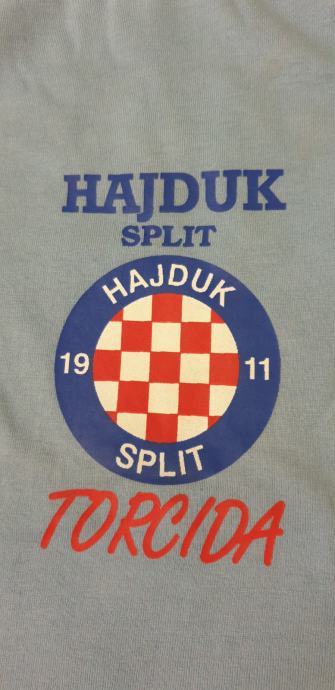 HAJDUK
SPLIT
HAJDUK
19 11
SPLIT
TORCIDA